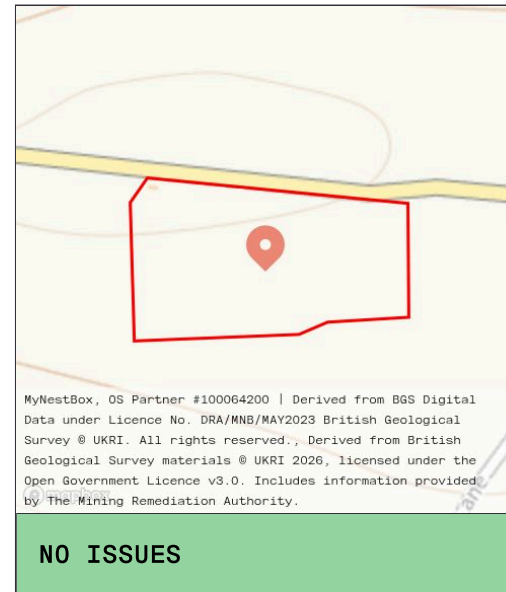 MyNestBox, OS Partner #100064200 | Derived from BGS Digital
Data under Licence No. DRA/MNB/MAY2023 British Geological
Survey © UKRI. All rights reserved., Derived from British
Geological Survey materials © UKRI 2026, licensed under the
Open Government Licence v3.0. Includes information provided
by The Mining Remediation Authority.
mapbox
ane
NO ISSUES